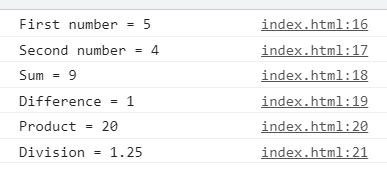 First number = 5 index.html:16
Second number = 4 index.html:17
Sum = 9 index.html:18
Difference = 1 index.html:19
Product = 20 index.html:20
Division = 1.25 index.html:21